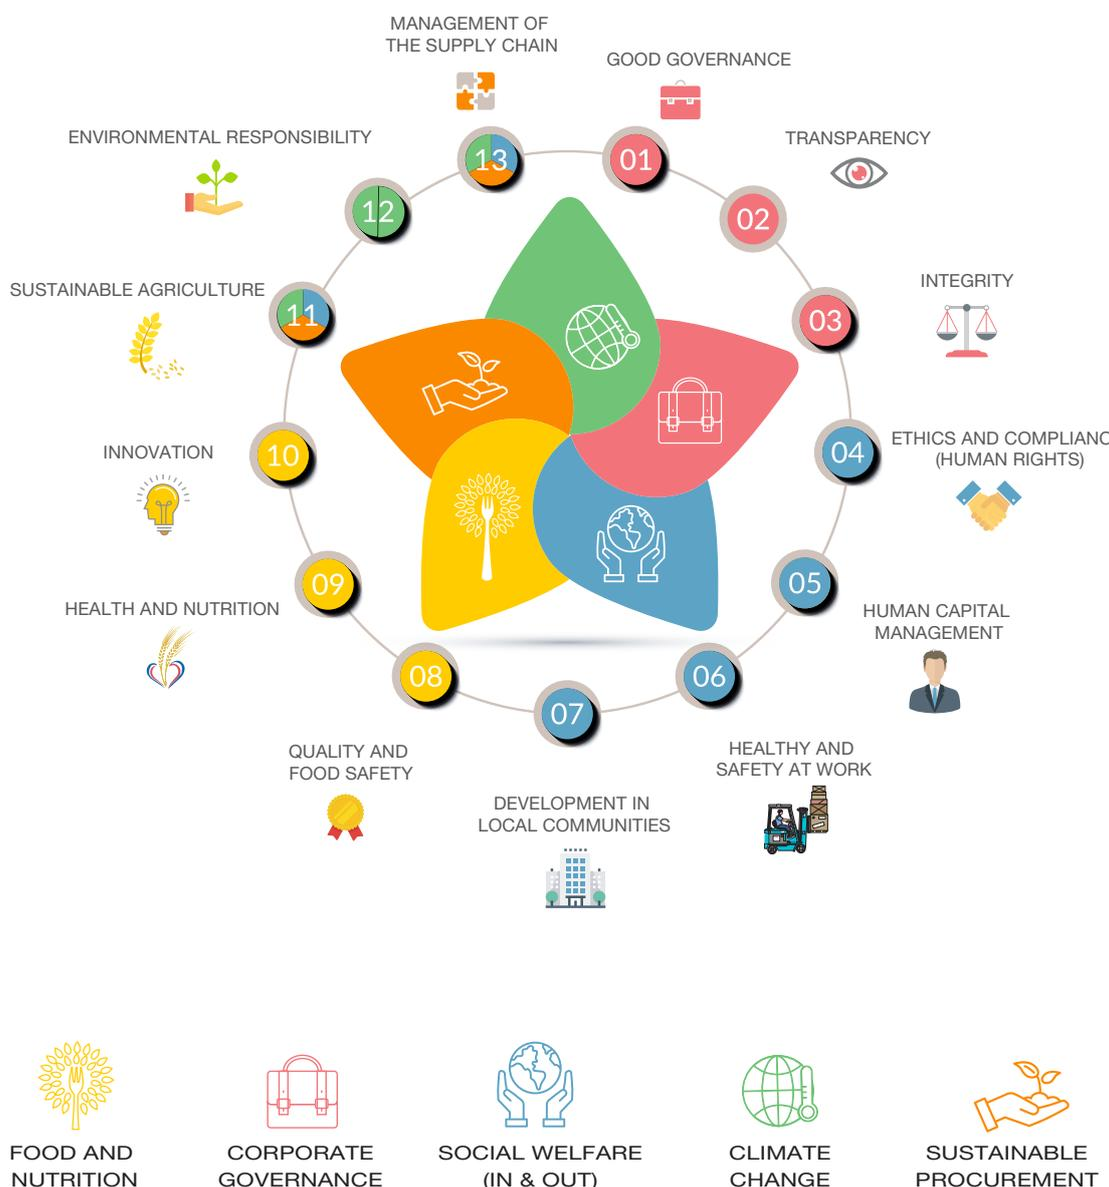 MANAGEMENT OF
THE SUPPLY CHAIN
GOOD GOVERNANCE
ENVIRONMENTAL RESPONSIBILITY
TRANSPARENCY
13
01
12
02
SUSTAINABLE AGRICULTURE
INTEGRITY
11
03
INNOVATION
10
04
ETHICS AND COMPLIANC
(HUMAN RIGHTS)
09
05
HEALTH AND NUTRITION
HUMAN CAPITAL
MANAGEMENT
08
06
07
QUALITY AND
FOOD SAFETY
HEALTHY AND
SAFETY AT WORK
DEVELOPMENT IN
LOCAL COMMUNITIES
FOOD AND
NUTRITION
CORPORATE
GOVERNANCE
SOCIAL WELFARE
(IN & OUT)
CLIMATE
CHANGE
SUSTAINABLE
PROCUREMENT